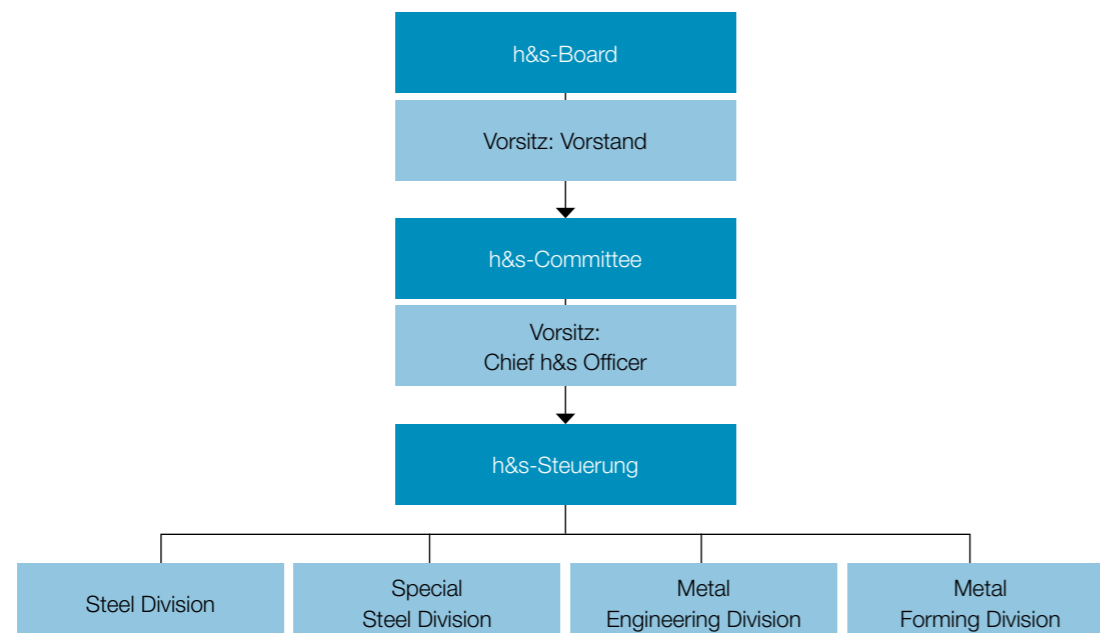 h&s-Board
Vorsitz: Vorstand
h&s-Committee
Vorsitz:
Chief h&s Officer
h&s-Steuerung
Steel Division
Special
Steel Division
Metal
Engineering Division
Metal
Forming Division